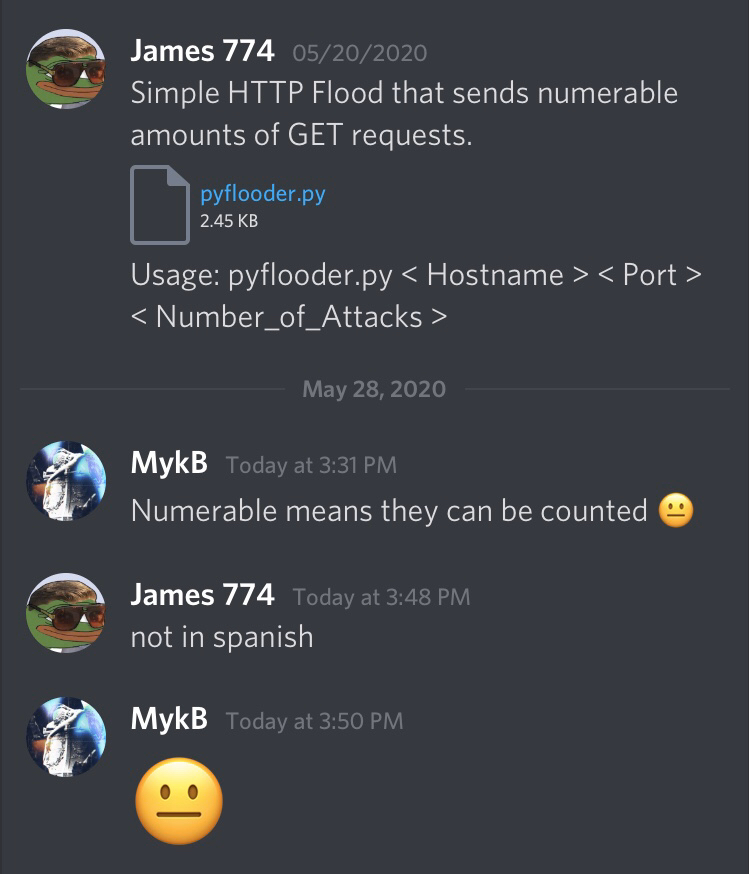 James 774 05/20/2020
Simple HTTP Flood that sends numerable
amounts of GET requests.
pyflooder.py
2.45 KB
Usage: pyflooder.py < Hostname > < Port >
< Number_of_Attacks >
May 28, 2020
MykB Today at 3:31 PM
Numerable means they can be counted 😐
James 774 Today at 3:48 PM
not in spanish
MykB Today at 3:50 PM
😐